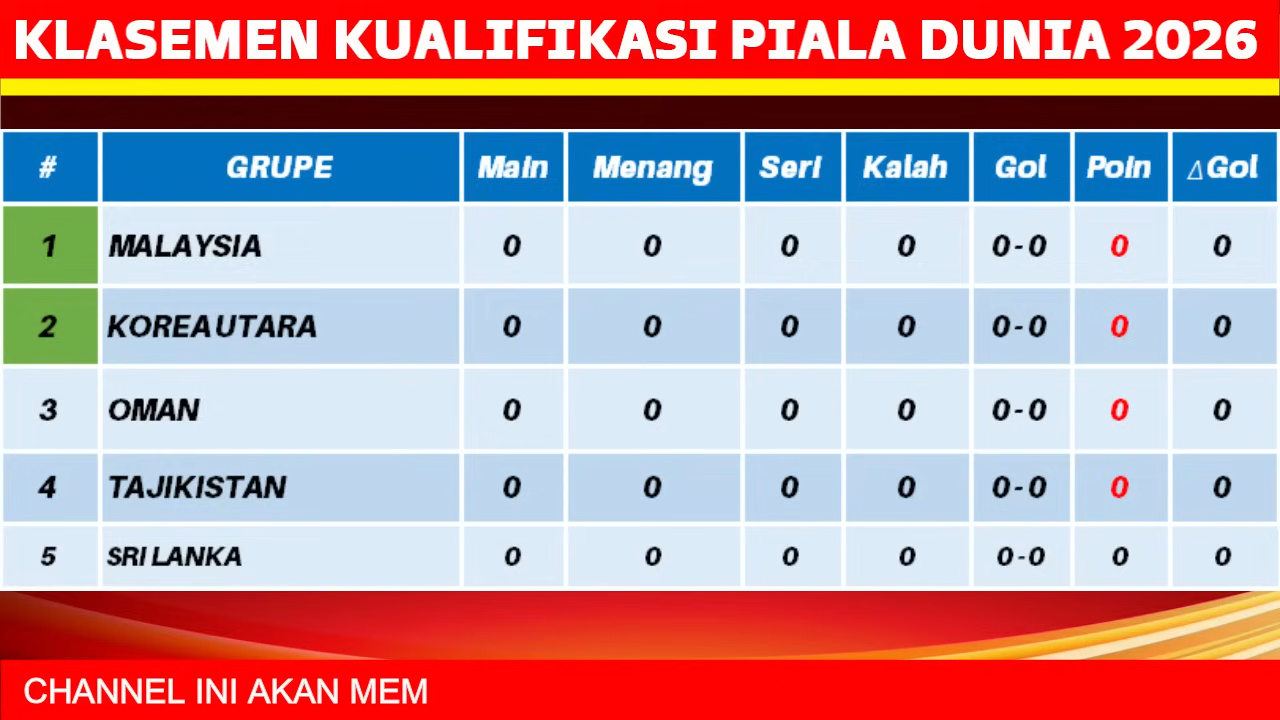 KLASEMEN KUALIFIKASI PIALA DUNIA 2026
# GRUPE Main Menang Seri Kalah Gol Poin △Gol
1 MALAYSIA 0 0 0 0 0-0 0 0
2 KOREA UTARA 0 0 0 0 0-0 0 0
3 OMAN 0 0 0 0 0-0 0 0
4 TAJIKISTAN 0 0 0 0 0-0 0 0
5 SRI LANKA 0 0 0 0 0-0 0 0
CHANNEL INI AKAN MEM